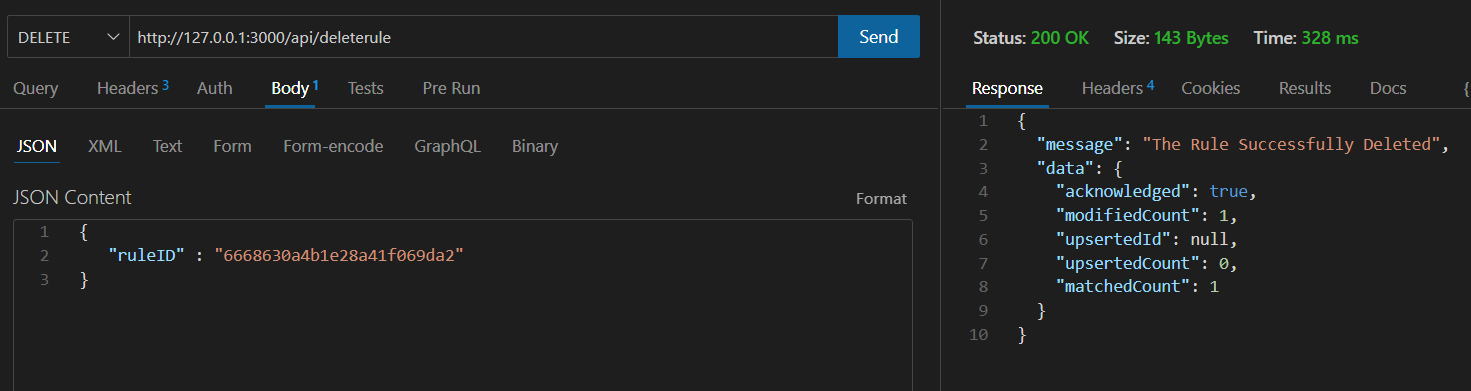 DELETE http://127.0.0.1:3000/api/deleterule Send
Query Headers 3 Auth Body 1 Tests Pre Run
JSON XML Text Form Form-encode GraphQL Binary
JSON Content Format
1 {
2 "ruleID" : "6668630a4b1e28a41f069da2"
3 }
Status: 200 OK Size: 143 Bytes Time: 328 ms
Response Headers 4 Cookies Results Docs {
1 {
2 "message": "The Rule Successfully Deleted",
3 "data": {
4 "acknowledged": true,
5 "modifiedCount": 1,
6 "upsertedId": null,
7 "upsertedCount": 0,
8 "matchedCount": 1
9 }
10 }